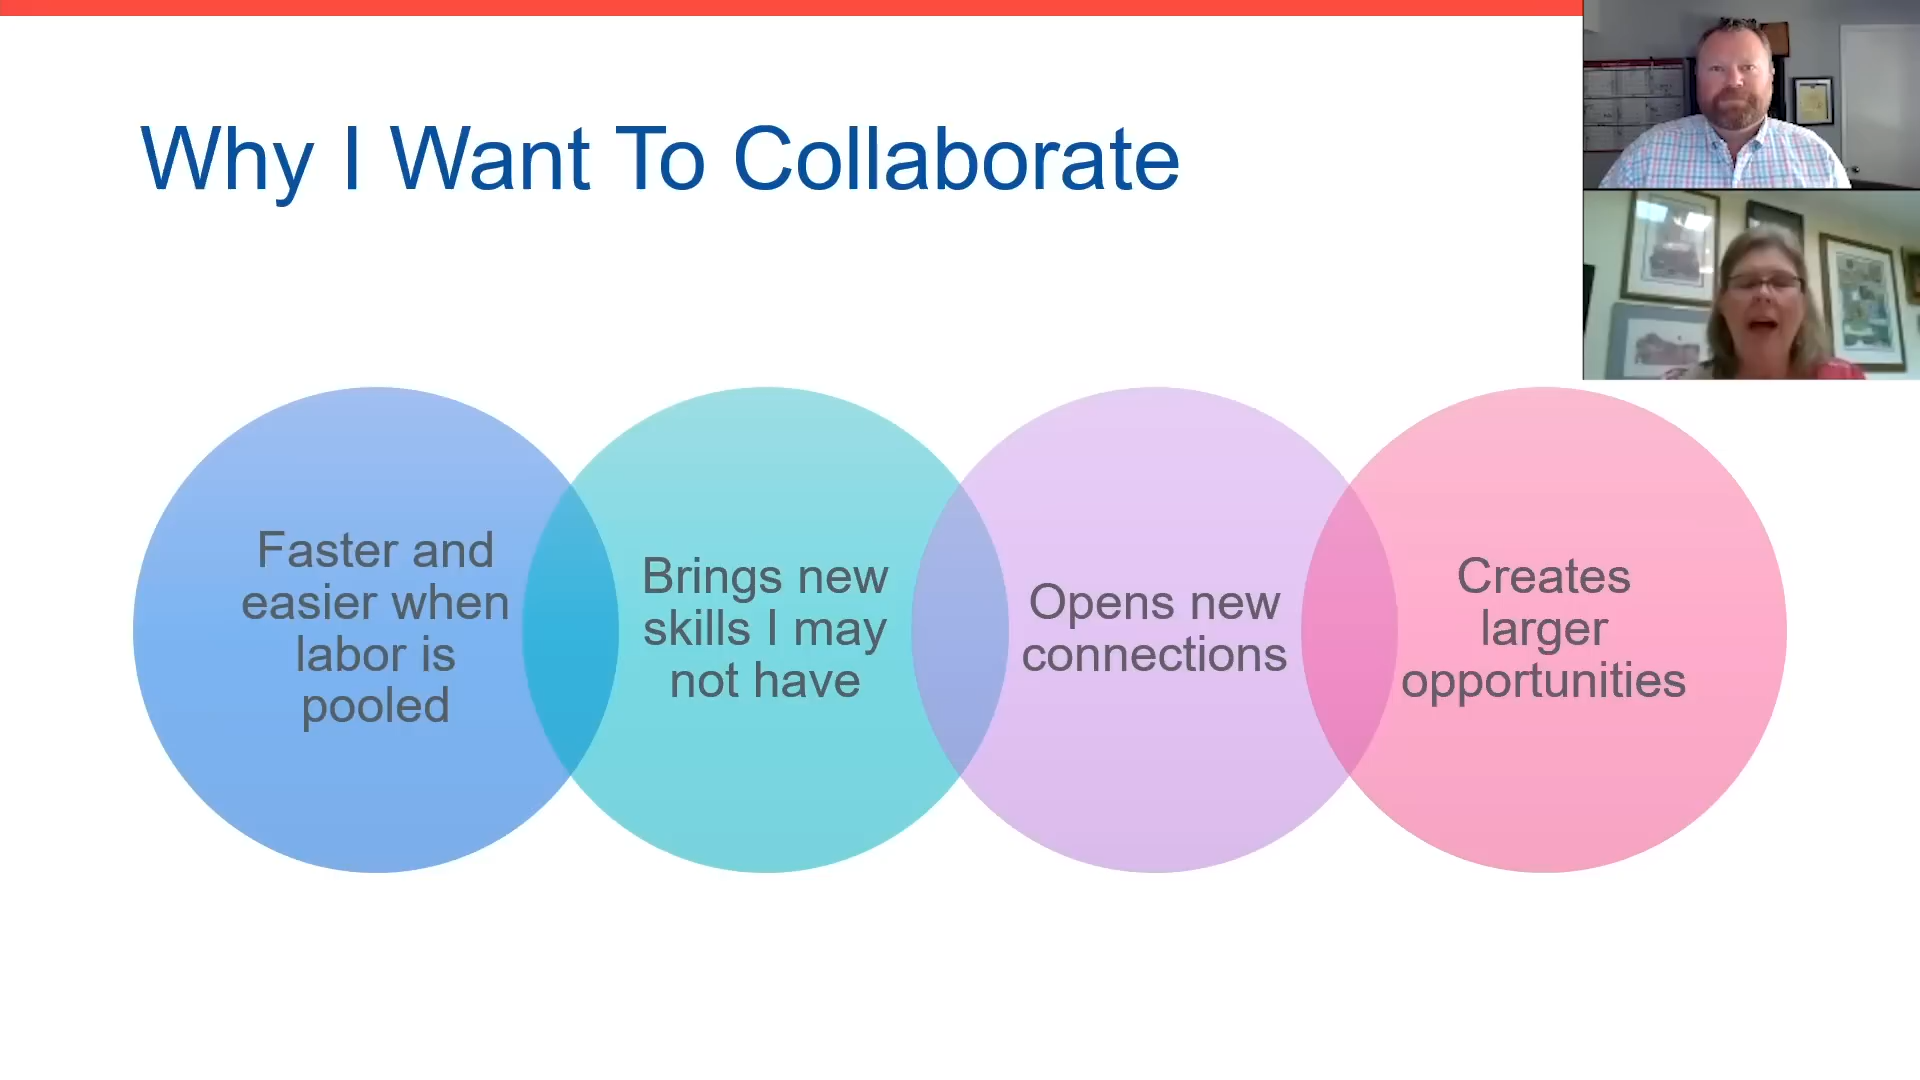 Why I Want To Collaborate
Faster and
easier when
labor is
pooled
Brings new
skills I may
not have
Opens new
connections
Creates
larger
opportunities